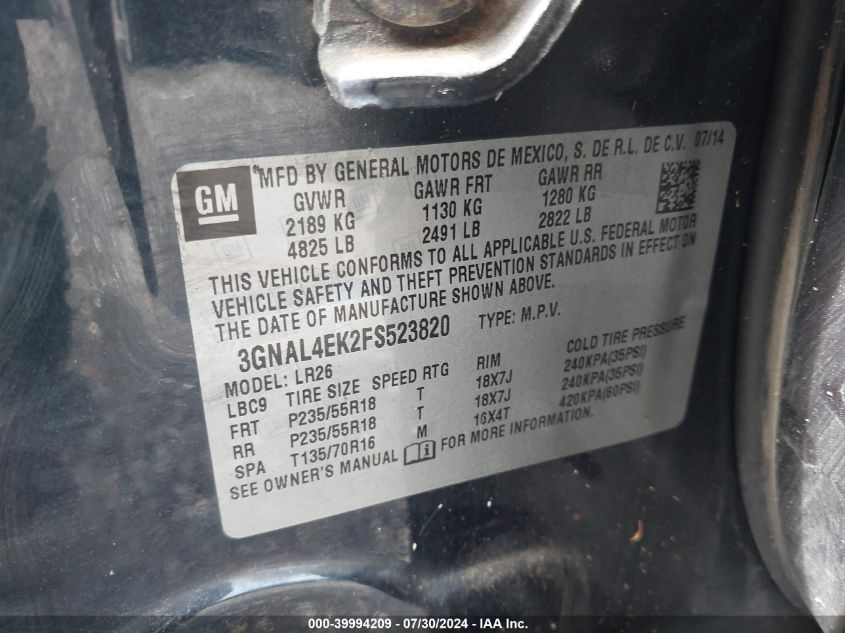 GM
*MFD BY GENERAL MOTORS DE MEXICO, S. DE R.L. DE C.V. 07/14
GVWR GAWR FRT GAWR RR
2189 KG 1130 KG 1280 KG
4825 LB 2491 LB 2822 LB
THIS VEHICLE CONFORMS TO ALL APPLICABLE U.S. FEDERAL MOTOR
VEHICLE SAFETY AND THEFT PREVENTION STANDARDS IN EFFECT ON
THE DATE OF MANUFACTURE SHOWN ABOVE.
3GNAL4EK2FS523820 TYPE: M.P.V.
MODEL: LR26
LBC9 TIRE SIZE SPEED RTG RIM COLD TIRE PRESSURE
FRT P235/55R18 T 18X7J 240KPA(35PSI)
RR P235/55R18 T 18X7J 240KPA(35PSI)
SPA T135/70R16 M 16X4T 420KPA(60PSI)
SEE OWNER'S MANUAL FOR MORE INFORMATION.
000-39994209 / 07/30/2024 - IAA Inc.